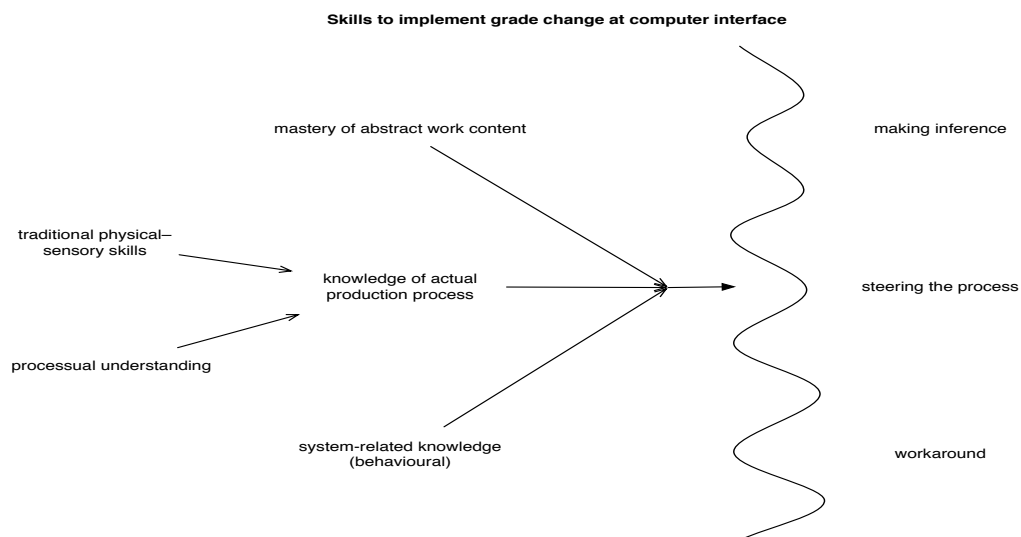 Skills to implement grade change at computer interface
mastery of abstract work content
making inference
traditional physical–
sensory skills
knowledge of actual
production process
steering the process
processual understanding
system-related knowledge
(behavioural)
workaround